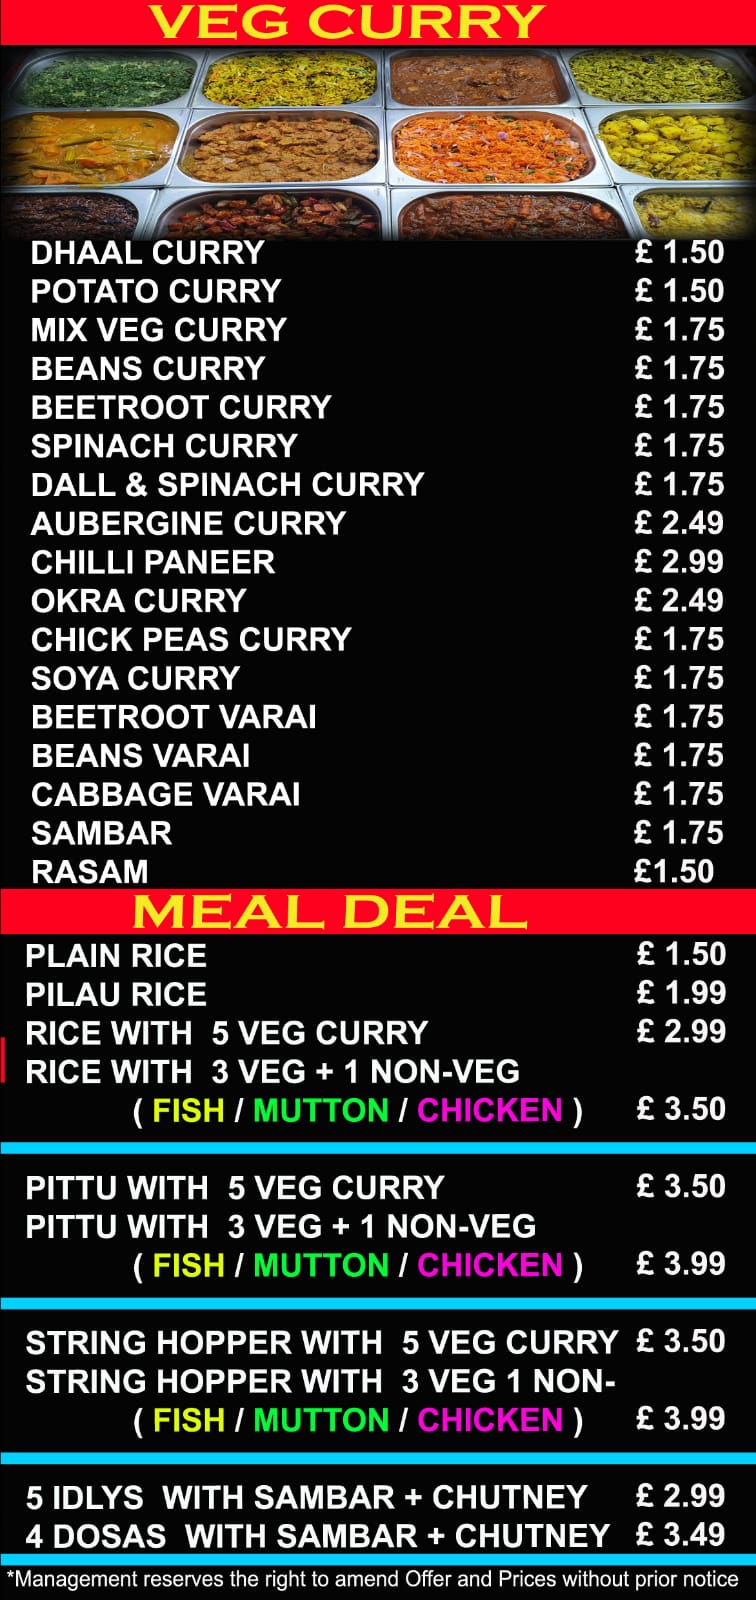 VEG CURRY
DHAAL CURRY £ 1.50
POTATO CURRY £ 1.50
MIX VEG CURRY £ 1.75
BEANS CURRY £ 1.75
BEETROOT CURRY £ 1.75
SPINACH CURRY £ 1.75
DALL & SPINACH CURRY £ 1.75
AUBERGINE CURRY £ 2.49
CHILLI PANEER £ 2.99
OKRA CURRY £ 2.49
CHICK PEAS CURRY £ 1.75
SOYA CURRY £ 1.75
BEETROOT VARAI £ 1.75
BEANS VARAI £ 1.75
CABBAGE VARAI £ 1.75
SAMBAR £ 1.75
RASAM £1.50
MEAL DEAL
PLAIN RICE £ 1.50
PILAU RICE £ 1.99
RICE WITH 5 VEG CURRY £ 2.99
RICE WITH 3 VEG + 1 NON-VEG
( FISH / MUTTON / CHICKEN ) £ 3.50
PITTU WITH 5 VEG CURRY £ 3.50
PITTU WITH 3 VEG + 1 NON-VEG
( FISH / MUTTON / CHICKEN ) £ 3.99
STRING HOPPER WITH 5 VEG CURRY £ 3.50
STRING HOPPER WITH 3 VEG 1 NON-
( FISH / MUTTON / CHICKEN ) £ 3.99
5 IDLYS WITH SAMBAR + CHUTNEY £ 2.99
4 DOSAS WITH SAMBAR + CHUTNEY £ 3.49
*Management reserves the right to amend Offer and Prices without prior notice